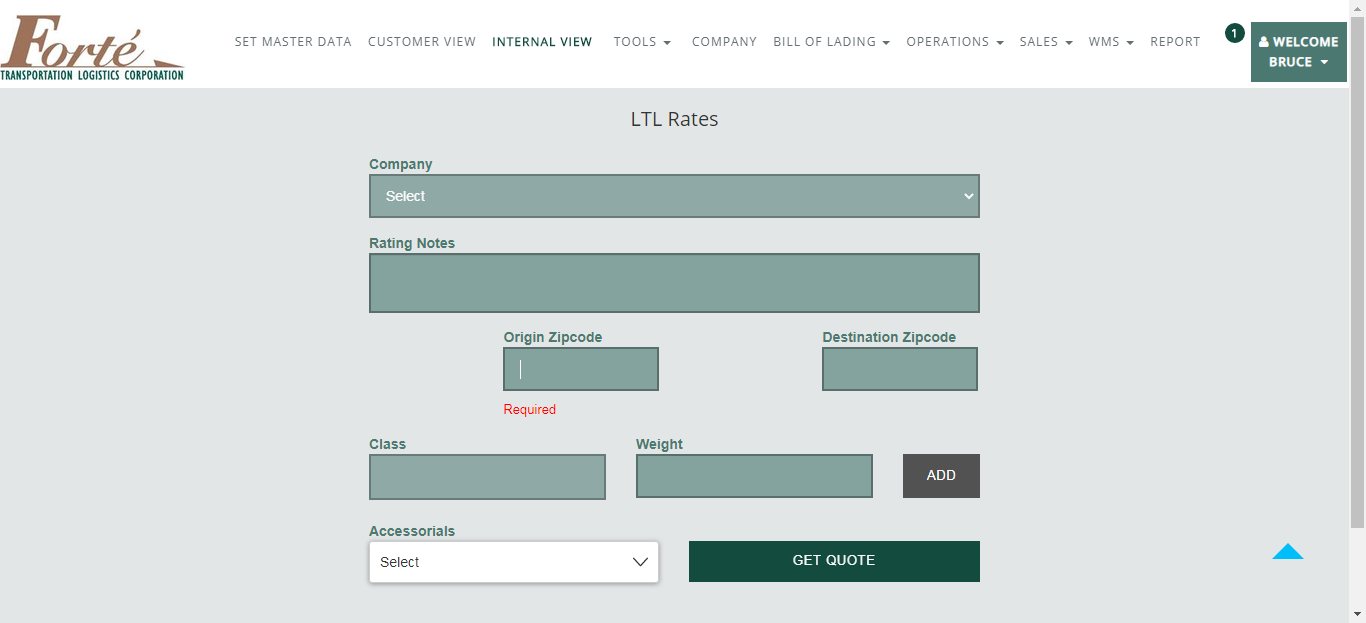 Forté
TRANSPORTATION LOGISTICS CORPORATION
SET MASTER DATA CUSTOMER VIEW INTERNAL VIEW TOOLS COMPANY BILL OF LADING OPERATIONS SALES WMS REPORT
1
WELCOME
BRUCE
LTL Rates
Company
Select
Rating Notes
Origin Zipcode Destination Zipcode
Required
Class Weight
ADD
Accessorials
Select GET QUOTE